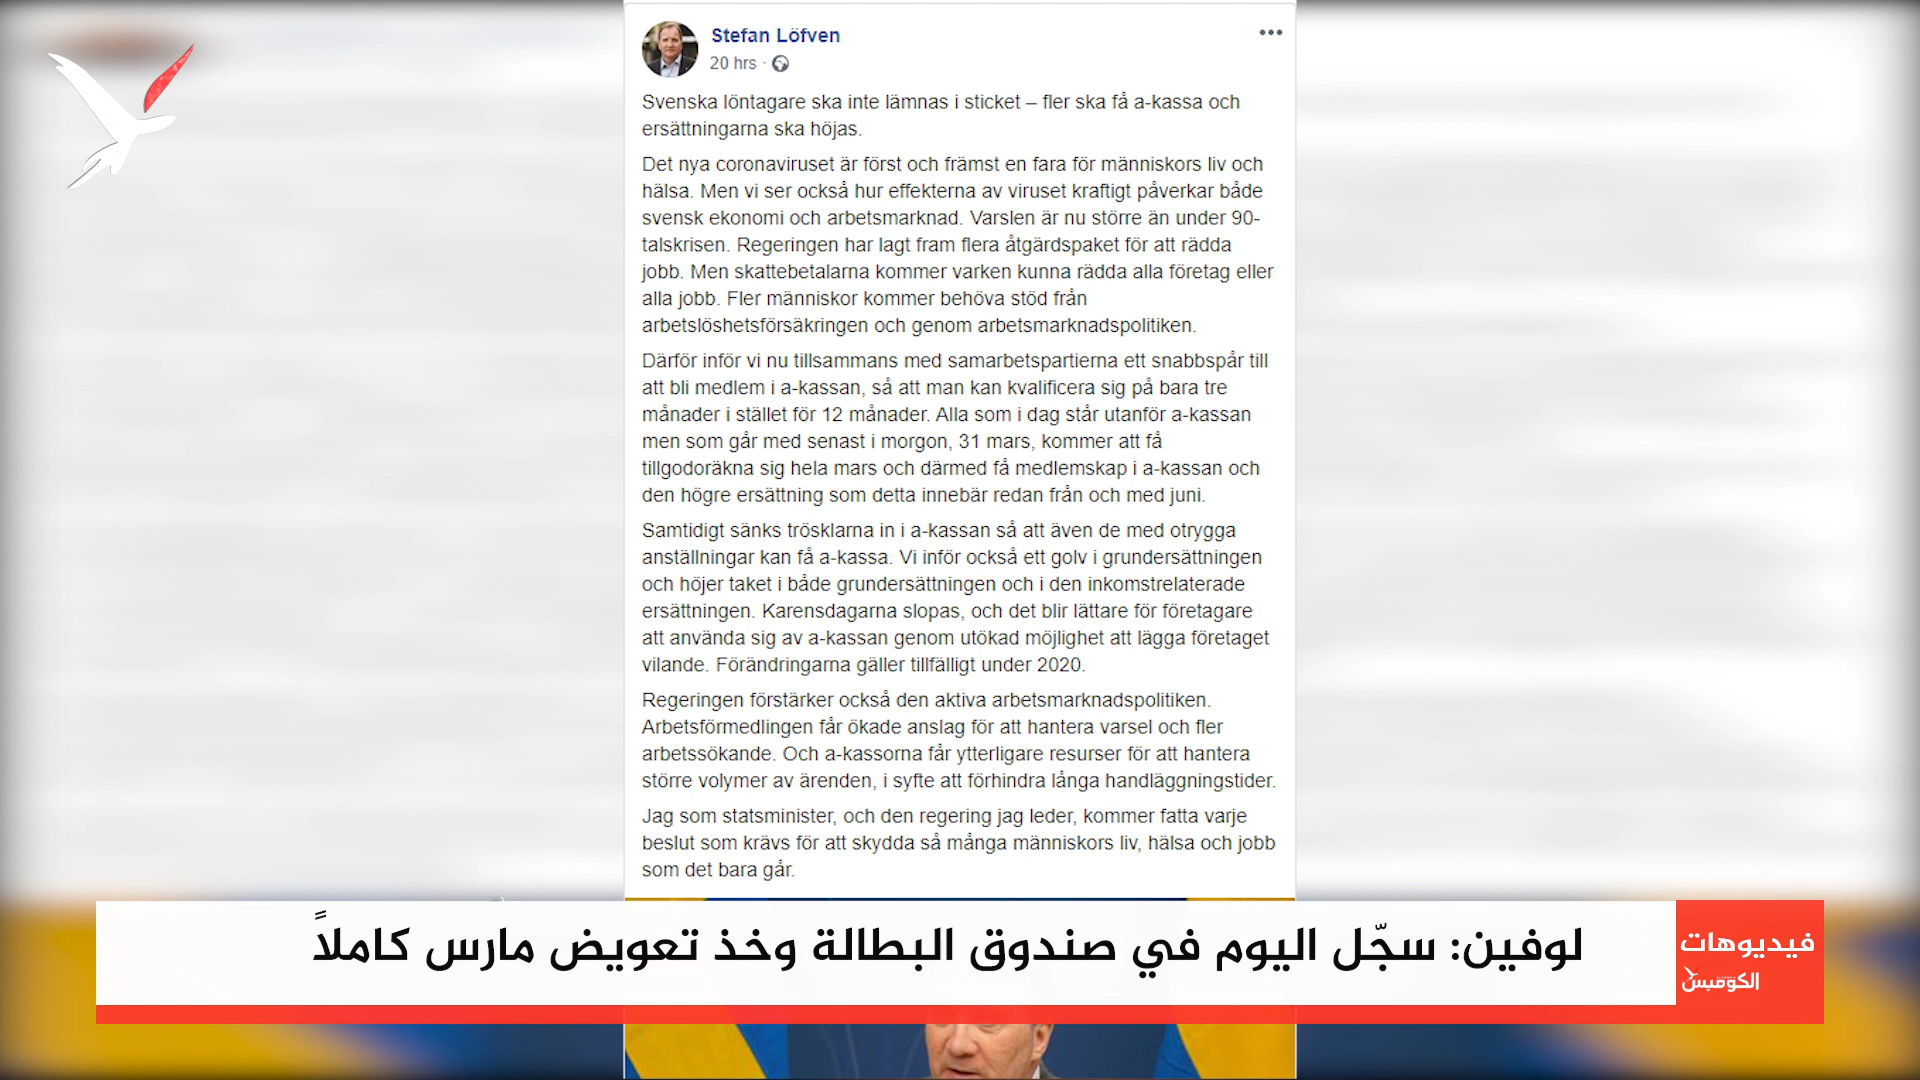 Stefan Löfven
20 hrs ·
Svenska löntagare ska inte lämnas i sticket – fler ska få a-kassa och
ersättningarna ska höjas.
Det nya coronaviruset är först och främst en fara för människors liv och
hälsa. Men vi ser också hur effekterna av viruset kraftigt påverkar både
svensk ekonomi och arbetsmarknad. Varslen är nu större än under 90-
talskrisen. Regeringen har lagt fram flera åtgärdspaket för att rädda
jobb. Men skattebetalarna kommer varken kunna rädda alla företag eller
alla jobb. Fler människor kommer behöva stöd från
arbetslöshetsförsäkringen och genom arbetsmarknadspolitiken.
Därför inför vi nu tillsammans med samarbetspartierna ett snabbspår till
att bli medlem i a-kassan, så att man kan kvalificera sig på bara tre
månader i stället för 12 månader. Alla som i dag står utanför a-kassan
men som går med senast i morgon, 31 mars, kommer att få
tillgodoräkna sig hela mars och därmed få medlemskap i a-kassan och
den högre ersättning som detta innebär redan från och med juni.
Samtidigt sänks trösklarna in i a-kassan så att även de med otrygga
anställningar kan få a-kassa. Vi inför också ett golv i grundersättningen
och höjer taket i både grundersättningen och i den inkomstrelaterade
ersättningen. Karensdagarna slopas, och det blir lättare för företagare
att använda sig av a-kassan genom utökad möjlighet att lägga företaget
vilande. Förändringarna gäller tillfälligt under 2020.
Regeringen förstärker också den aktiva arbetsmarknadspolitiken.
Arbetsförmedlingen får ökade anslag för att hantera varsel och fler
arbetssökande. Och a-kassorna får ytterligare resurser för att hantera
större volymer av ärenden, i syfte att förhindra långa handläggningstider.
Jag som statsminister, och den regering jag leder, kommer fatta varje
beslut som krävs för att skydda så många människors liv, hälsa och jobb
som det bara går.
لوفين: سجّل اليوم في صندوق البطالة وخذ تعويض مارس كاملاً
فيديوهات
الكومبس